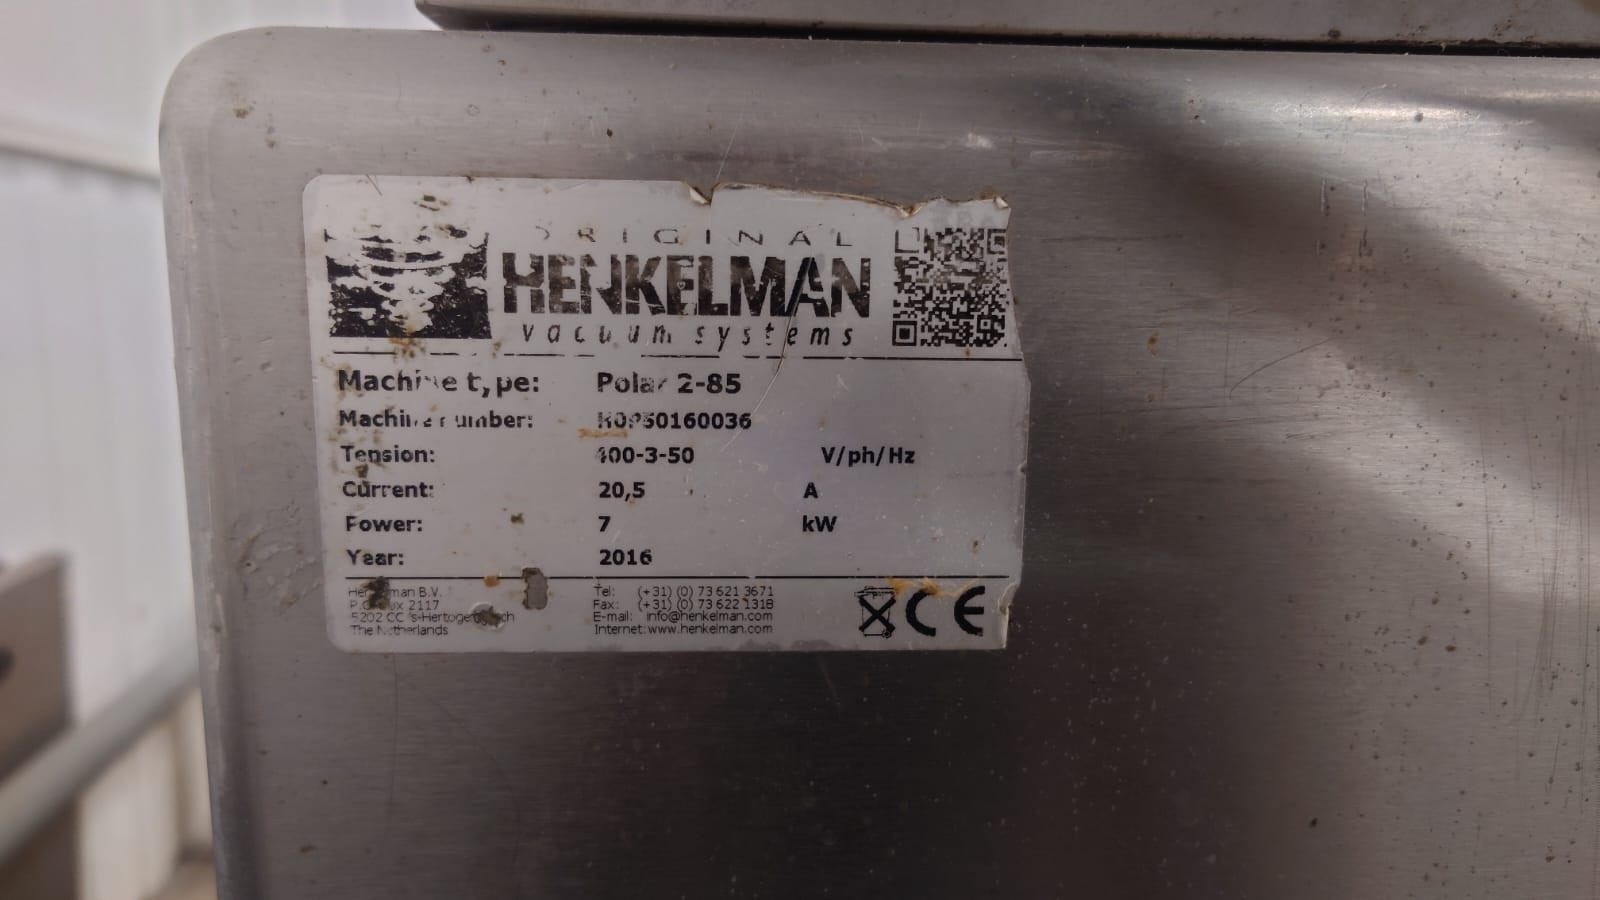 ORIGINAL
HENKELMAN
vacuum systems
Machine type: Polar 2-85
Machine number:
Tension: 400-3-50 V/ph/Hz
Current: 20,5 A
Power: 7 kW
Year: 2016
Henkelman B.V.
P.O. Box 2117
5202 CC 's-Hertogenbosch
The Netherlands
Tel: (+31) (0) 73 621 3671
Fax: (+31) (0) 73 622 1318
E-mail: info@henkelman.com
Internet: www.henkelman.com
CE